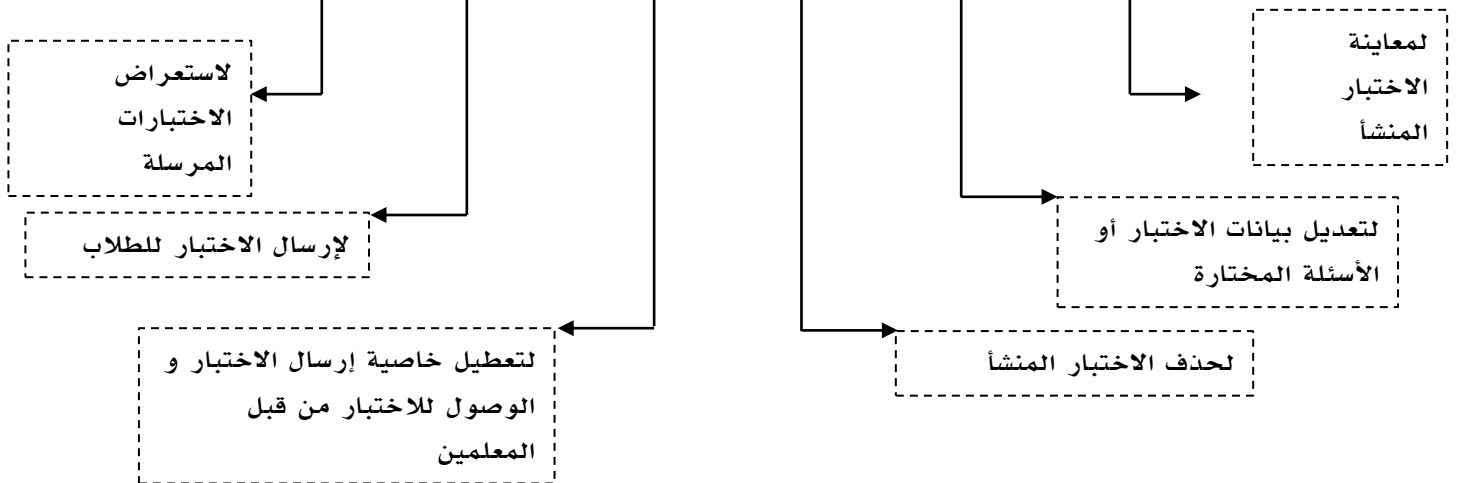 لمعاينة
الاختبار
المنشأ
لاستعراض
الاختبارات
المرسلة
لتعديل بيانات الاختبار أو
الأسئلة المختارة
لإرسال الاختبار للطلاب
لحذف الاختبار المنشأ
لتعطيل خاصية إرسال الاختبار و
الوصول للاختبار من قبل
المعلمين